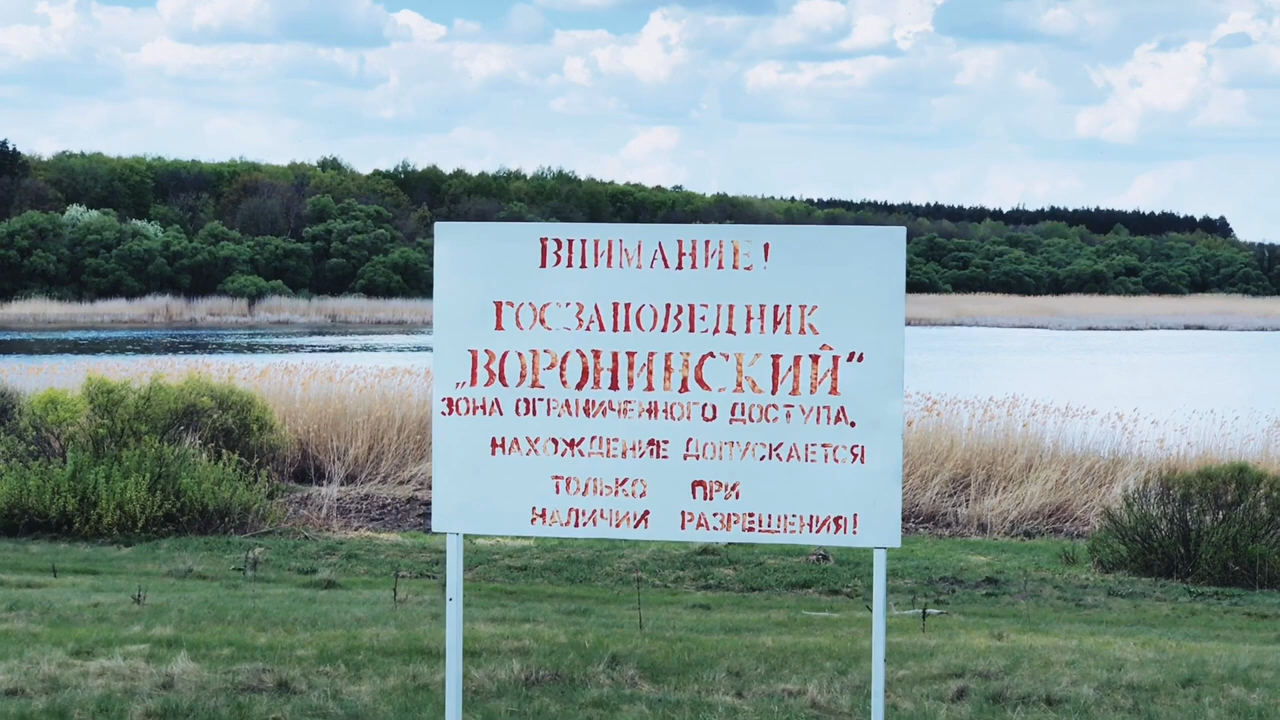 ВНИМАНИЕ!
ГОСЗАПОВЕДНИК
„ВОРОНИНСКИЙ“
ЗОНА ОГРАНИЧЕННОГО ДОСТУПА.
НАХОЖДЕНИЕ ДОПУСКАЕТСЯ
ТОЛЬКО ПРИ
НАЛИЧИИ РАЗРЕШЕНИЯ!